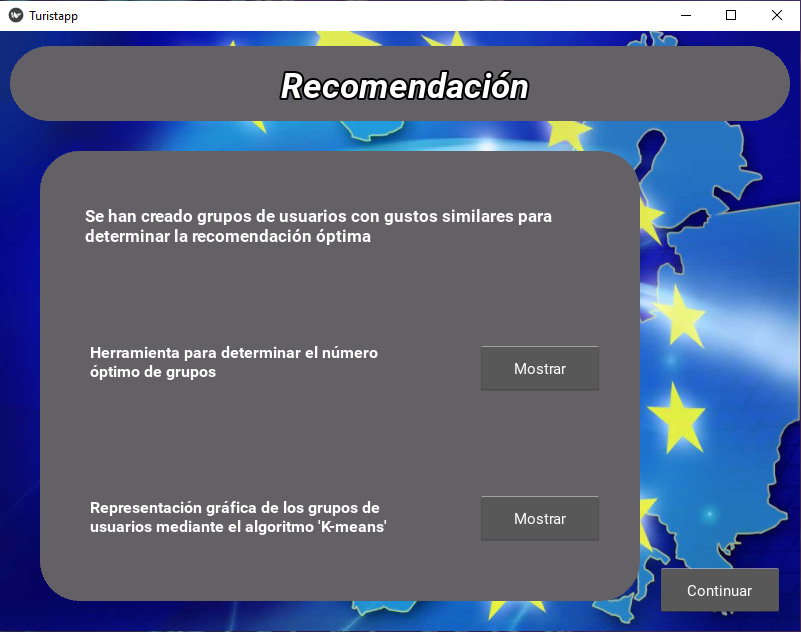 Turistapp
Recomendación
Se han creado grupos de usuarios con gustos similares para
determinar la recomendación óptima
Herramienta para determinar el número
óptimo de grupos
Mostrar
Representación gráfica de los grupos de
usuarios mediante el algoritmo 'K-means'
Mostrar
Continuar